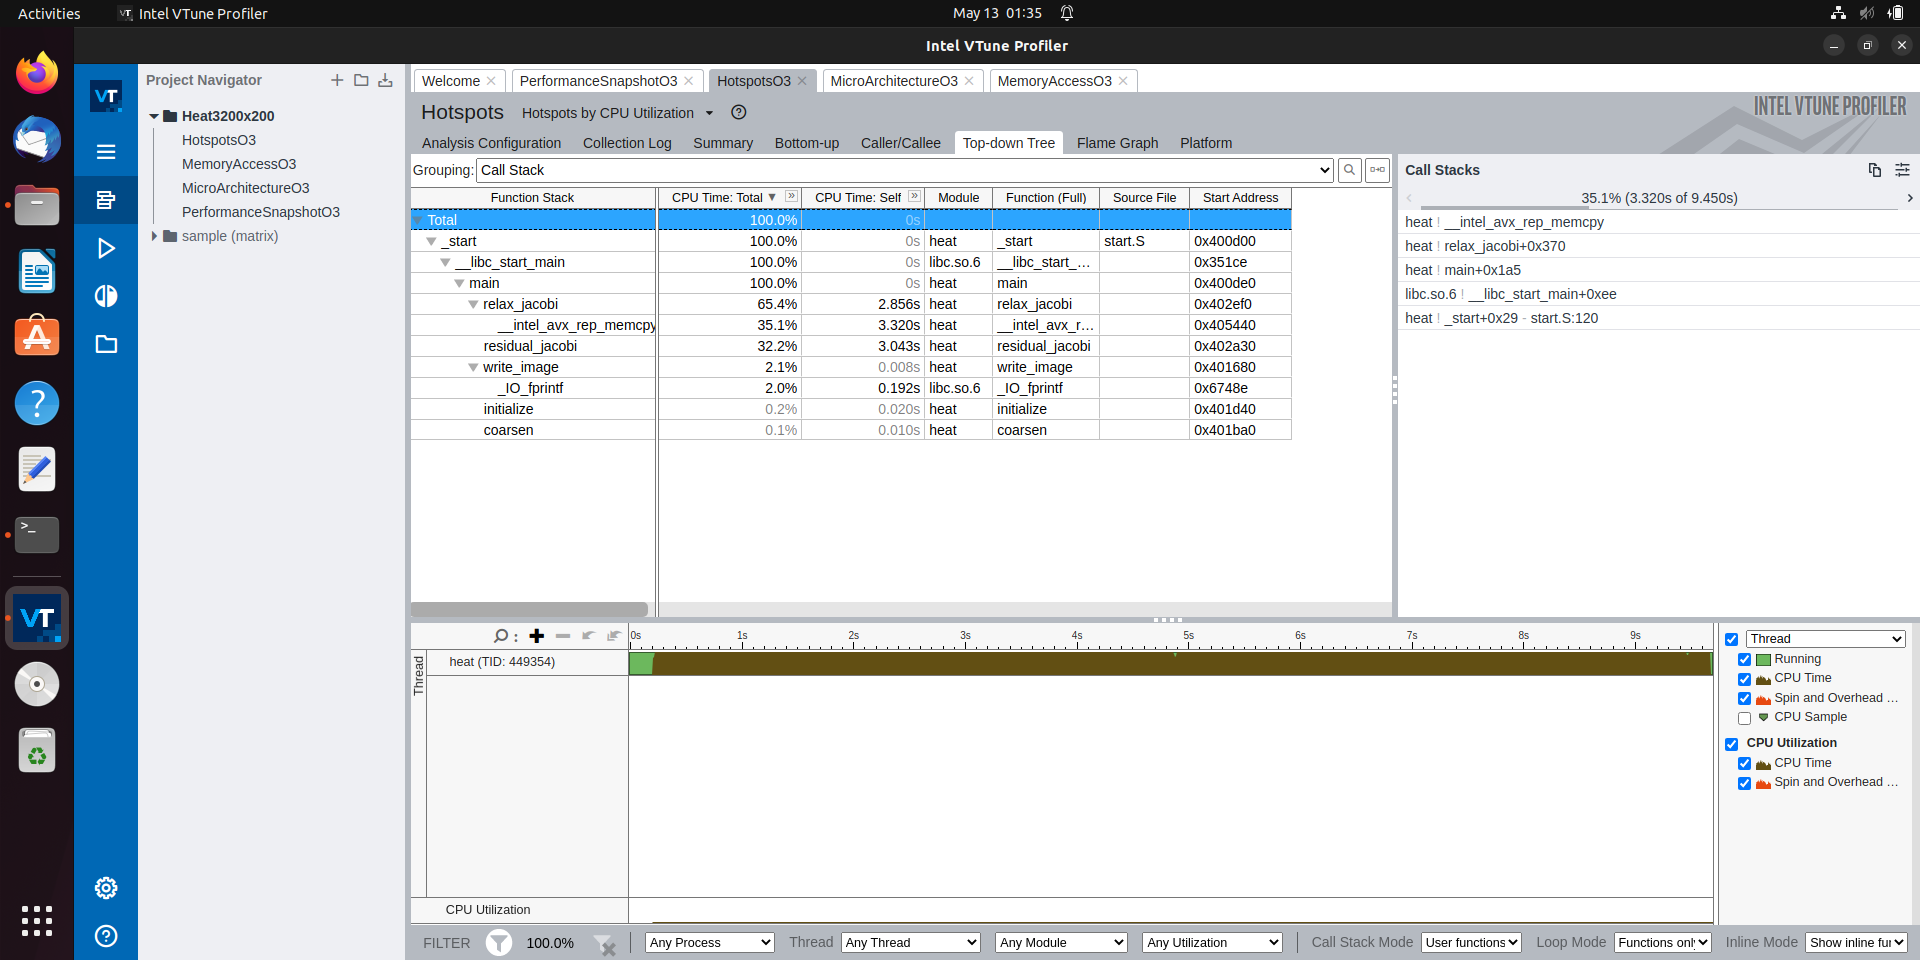 Activities
Intel VTune Profiler
May 13 01:35
Intel VTune Profiler
VT
Project Navigator
Heat3200x200
HotspotsO3
MemoryAccessO3
MicroArchitectureO3
PerformanceSnapshotO3
sample (matrix)
Welcome
PerformanceSnapshotO3
HotspotsO3
MicroArchitectureO3
MemoryAccessO3
Hotspots
Hotspots by CPU Utilization
INTEL VTUNE PROFILER
Analysis Configuration
Collection Log
Summary
Bottom-up
Caller/Callee
Top-down Tree
Flame Graph
Platform
Grouping: Call Stack
Function Stack CPU Time: Total CPU Time: Self Module Function (Full) Source File Start Address
Total 100.0% 0s
_start 100.0% 0s heat _start start.S 0x400d00
__libc_start_main 100.0% 0s libc.so.6 __libc_start_... 0x351ce
main 100.0% 0s heat main 0x400de0
relax_jacobi 65.4% 2.856s heat relax_jacobi 0x402ef0
__intel_avx_rep_memcpy 35.1% 3.320s heat __intel_avx_r... 0x405440
residual_jacobi 32.2% 3.043s heat residual_jacobi 0x402a30
write_image 2.1% 0.008s heat write_image 0x401680
_IO_fprintf 2.0% 0.192s libc.so.6 _IO_fprintf 0x6748e
initialize 0.2% 0.020s heat initialize 0x401d40
coarsen 0.1% 0.010s heat coarsen 0x401ba0
Call Stacks
35.1% (3.320s of 9.450s)
heat ! __intel_avx_rep_memcpy
heat ! relax_jacobi+0x370
heat ! main+0x1a5
libc.so.6 ! __libc_start_main+0xee
heat ! _start+0x29 - start.S:120
0s 1s 2s 3s 4s 5s 6s 7s 8s 9s
Thread
heat (TID: 449354)
CPU Utilization
Thread
Running
CPU Time
Spin and Overhead ...
CPU Sample
CPU Utilization
CPU Time
Spin and Overhead ...
FILTER 100.0% Any Process Thread Any Thread Any Module Any Utilization Call Stack Mode User functions Loop Mode Functions only Inline Mode Show inline fun
VT